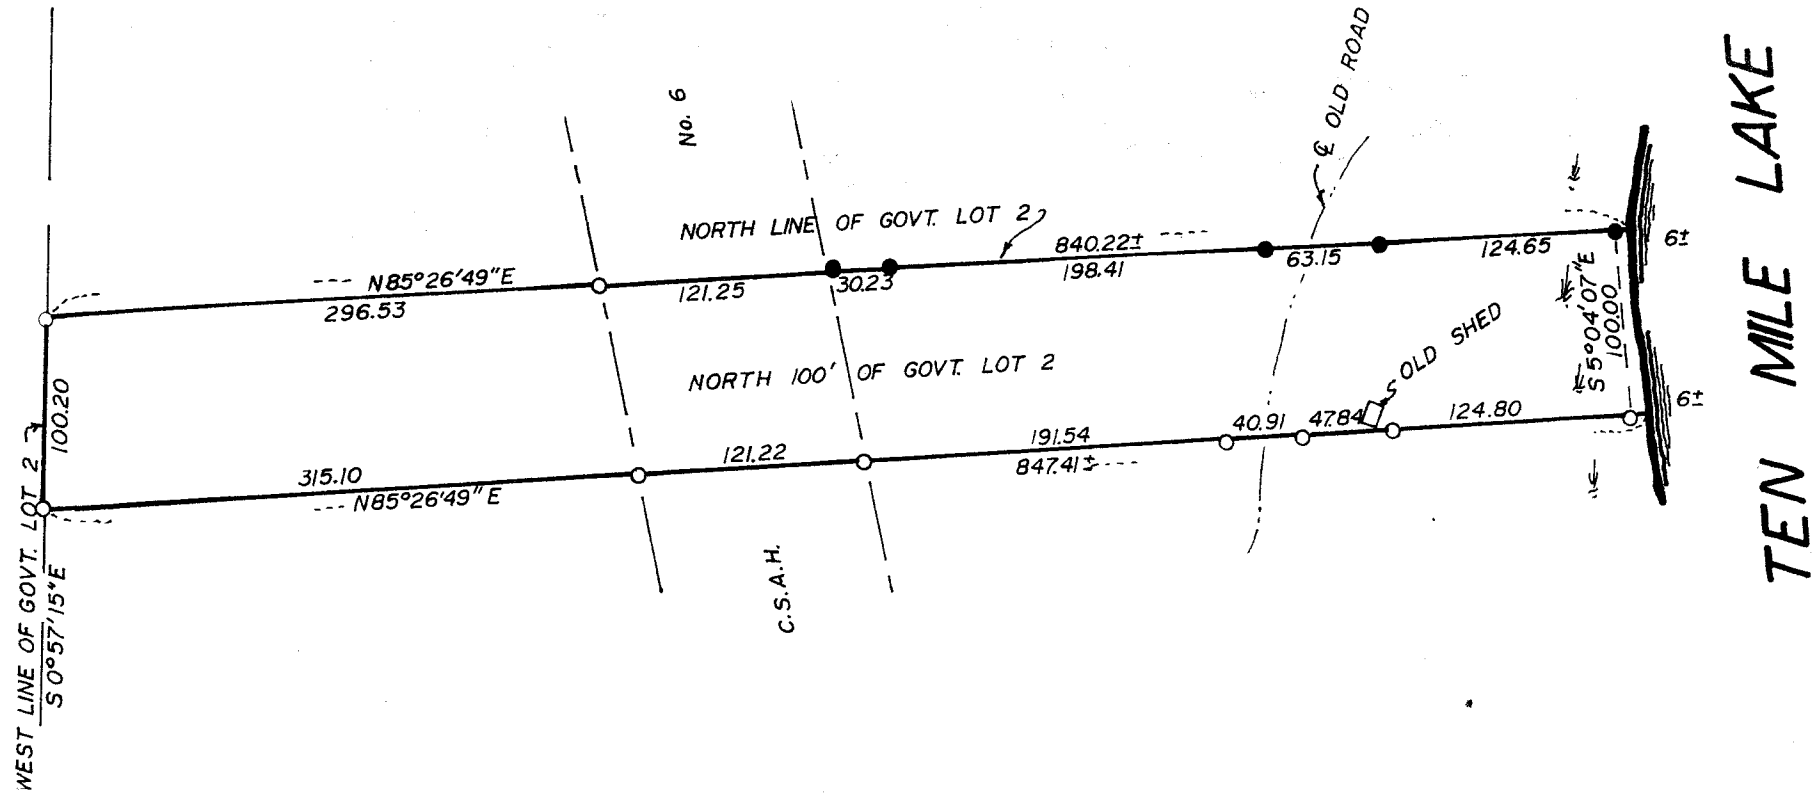 No. 6
℄ OLD ROAD
NORTH LINE OF GOVT. LOT 2
840.22±
N85°26'49"E
296.53
121.25
30.23
198.41
63.15
124.65
6±
S 5°04'07"E
100.00
OLD SHED
NORTH 100' OF GOVT. LOT 2
100.20
315.10
N85°26'49"E
121.22
191.54
847.41±
40.91
47.84
124.80
6±
WEST LINE OF GOVT. LOT 2
S 0°57'15"E
C.S.A.H.
TEN MILE LAKE